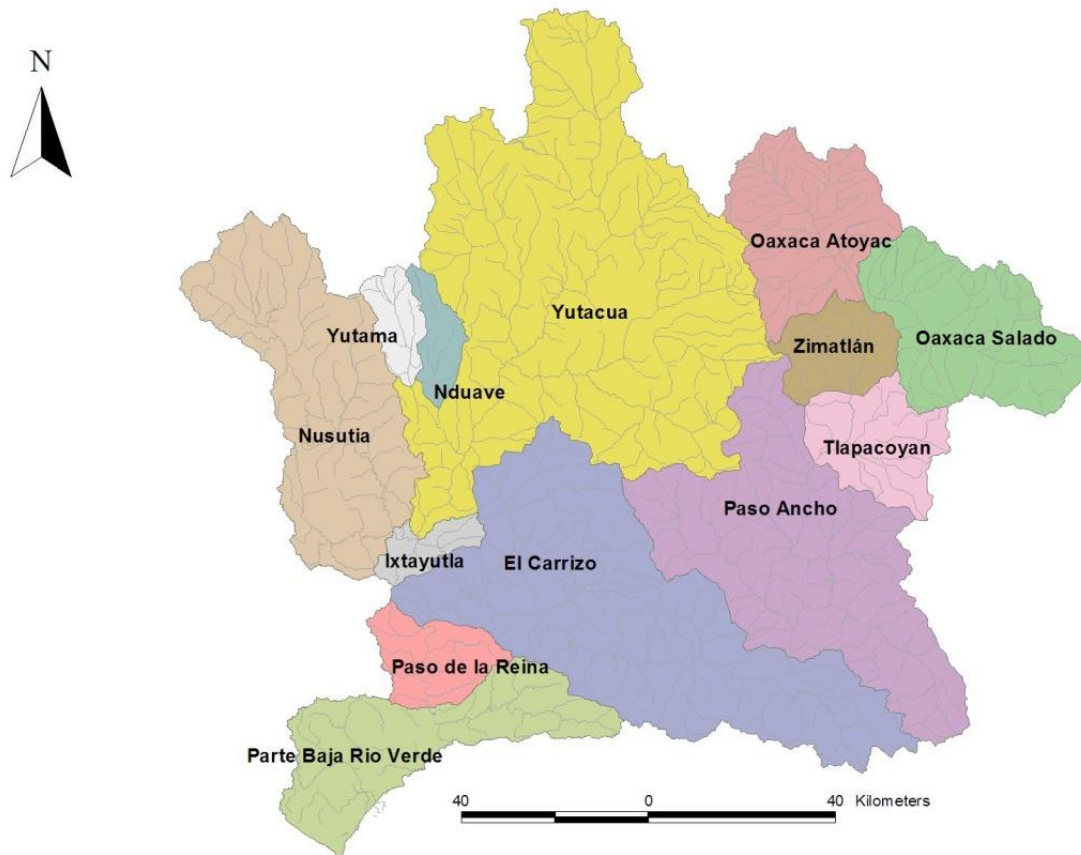 N
Oaxaca Atoyac
Yutacua
Yutama
Zimatlán
Oaxaca Salado
Nduave
Nusutia
Tlapacoyan
Paso Ancho
Ixtayutla
El Carrizo
Paso de la Reina
Parte Baja Rio Verde
40 0 40 Kilometers